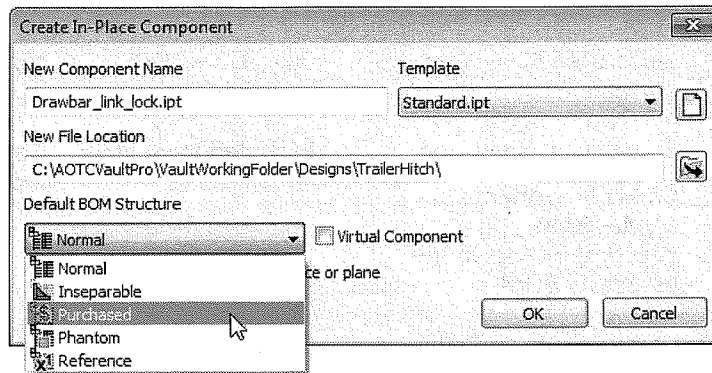 Create In-Place Component
New Component Name
Template
Drawbar_link_lock.ipt
Standard.ipt
New File Location
C:\AOTCVaultPro\VaultWorkingFolder\Designs\TrailerHitch\
Default BOM Structure
Normal
Virtual Component
Normal
ce or plane
Inseparable
Purchased
OK
Cancel
Phantom
Reference